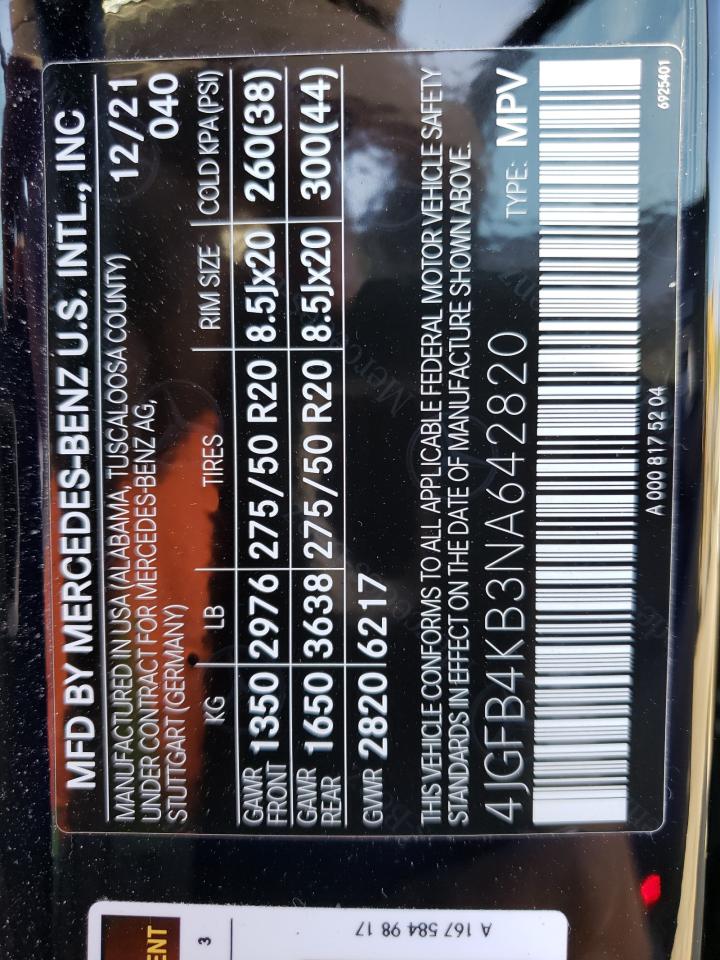 MFD BY MERCEDES-BENZ U.S. INTL., INC
MANUFACTURED IN USA (ALABAMA, TUSCALOOSA COUNTY) 12/21
UNDER CONTRACT FOR MERCEDES-BENZ AG, 040
STUTTGART (GERMANY)
KG LB TIRES RIM SIZE COLD KPA(PSI)
GAWR FRONT 1350 2976 275/50 R20 8.5Jx20 260(38)
GAWR REAR 1650 3638 275/50 R20 8.5Jx20 300(44)
GVWR 2820 6217
THIS VEHICLE CONFORMS TO ALL APPLICABLE FEDERAL MOTOR VEHICLE SAFETY
STANDARDS IN EFFECT ON THE DATE OF MANUFACTURE SHOWN ABOVE.
4JGFB4KB3NA642820 TYPE: MPV
A 000 817 52 04 6925401
3
A 167 584 98 17